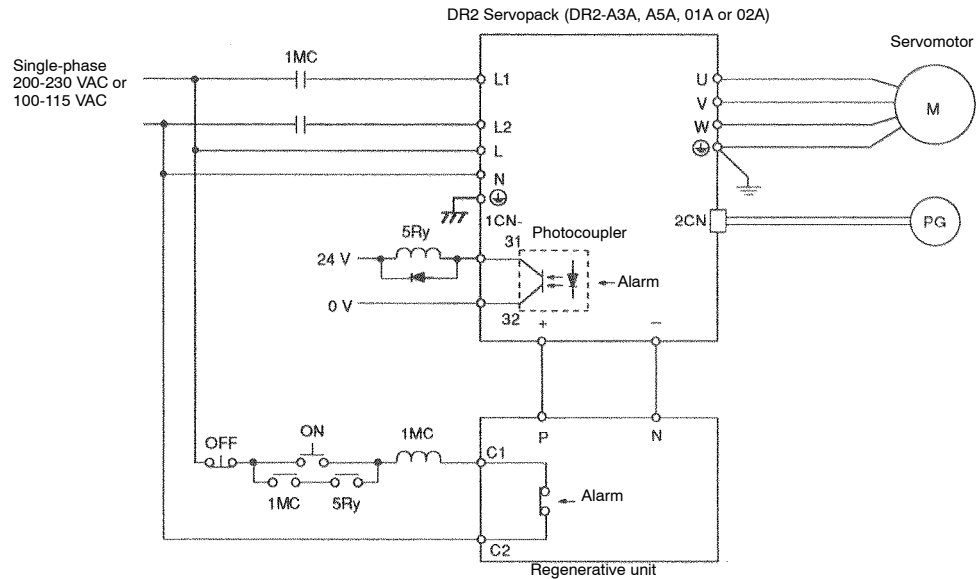 DR2 Servopack (DR2-A3A, A5A, 01A or 02A)
Servomotor
Single-phase
200-230 VAC or
100-115 VAC
1MC
L1
L2
L
N
U
V
W
M
1CN-
2CN
PG
5Ry
31
Photocoupler
24 V
Alarm
0 V
32
+
−
P
N
OFF
ON
1MC
C1
1MC
5Ry
Alarm
C2
Regenerative unit